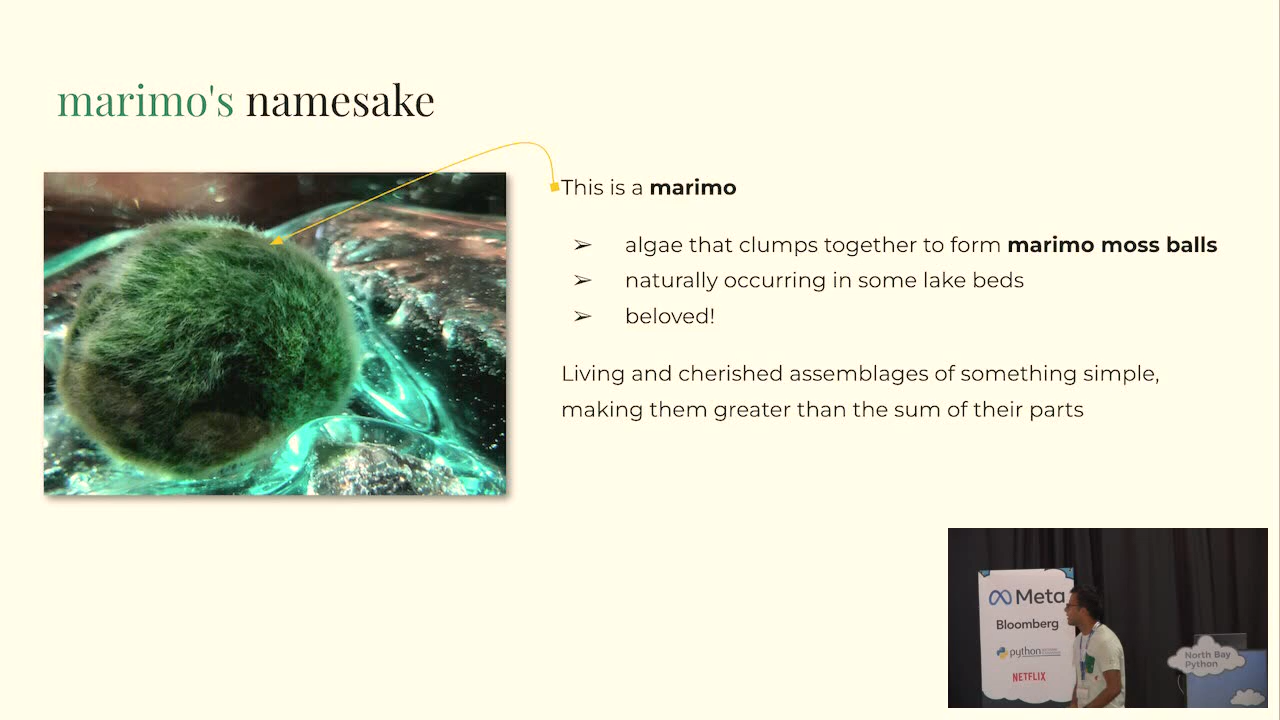 marimo's namesake
This is a marimo
➢ algae that clumps together to form marimo moss balls
➢ naturally occurring in some lake beds
➢ beloved!
Living and cherished assemblages of something simple,
making them greater than the sum of their parts
Meta
Bloomberg
python
NETFLIX
North Bay
Python